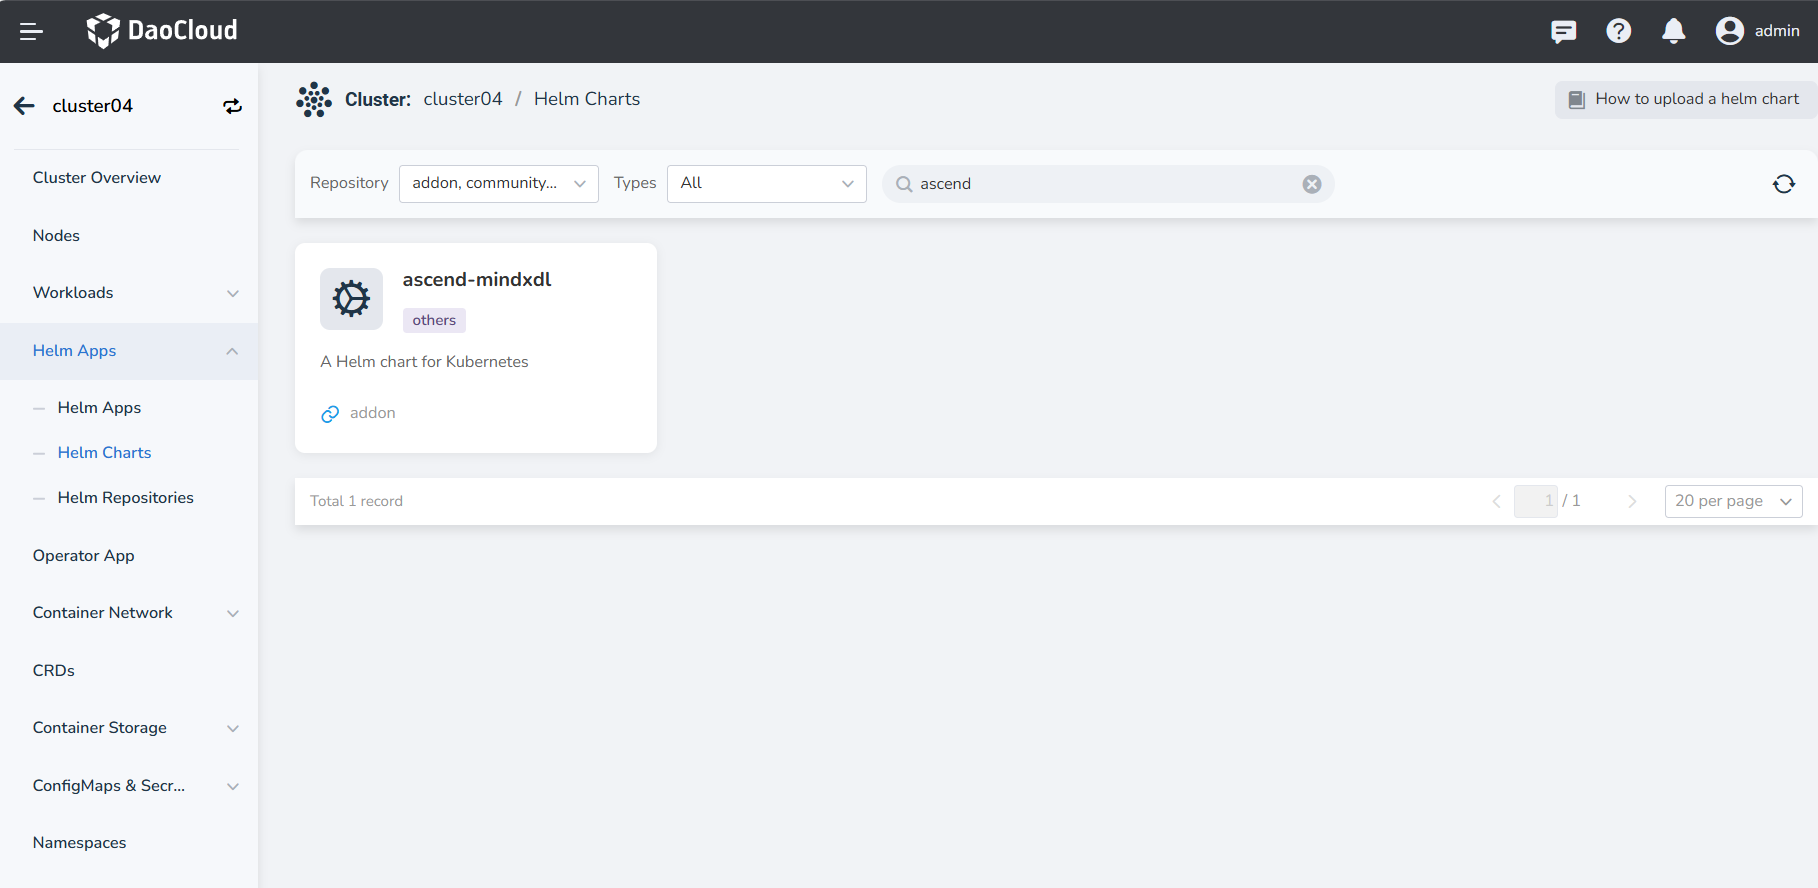 DaoCloud
admin
cluster04
Cluster: cluster04 / Helm Charts
How to upload a helm chart
Cluster Overview
Nodes
Workloads
Helm Apps
Helm Apps
Helm Charts
Helm Repositories
Operator App
Container Network
CRDs
Container Storage
ConfigMaps & Secr...
Namespaces
Repository addon, community... Types All ascend
ascend-mindxdl
others
A Helm chart for Kubernetes
addon
Total 1 record
1 / 1
20 per page